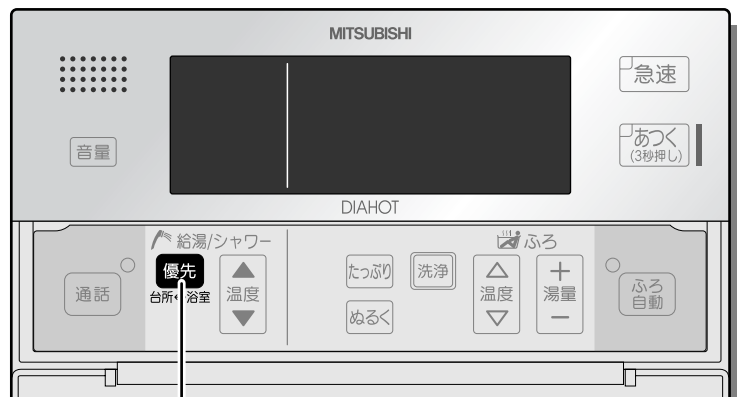 MITSUBISHI
急速
音量
あつく
(3秒押し)
DIAHOT
給湯/シャワー
ふろ
通話
優先
台所↔浴室
温度
たっぷり
洗浄
ぬるく
温度
湯量
ふろ
自動